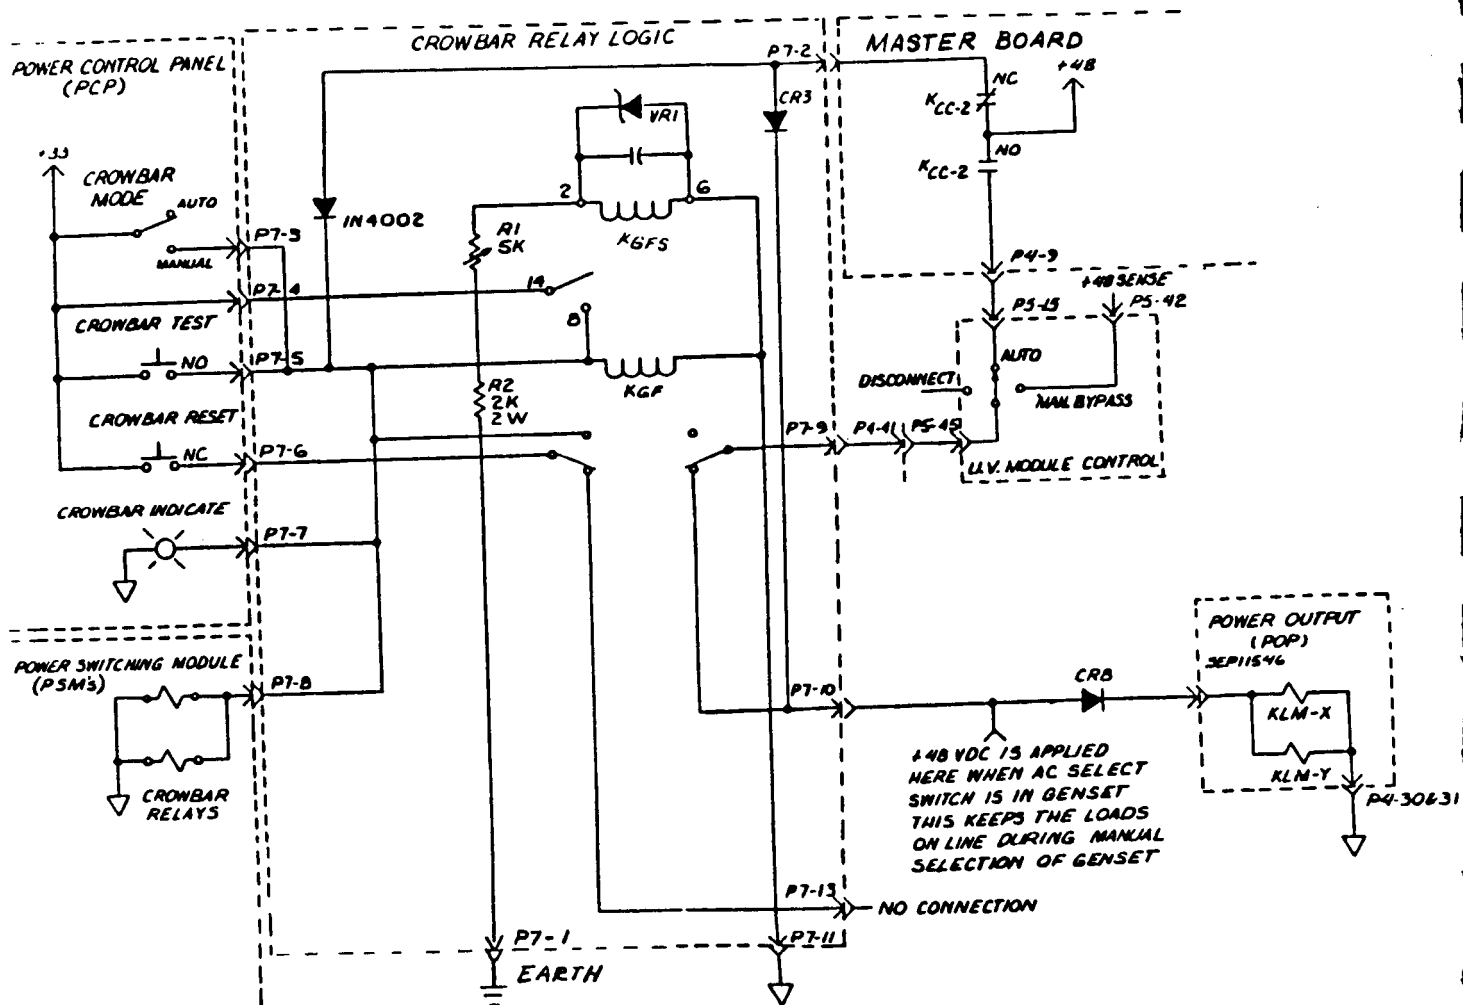 CROWBAR RELAY LOGIC
MASTER BOARD
POWER CONTROL PANEL
(PCP)
P7-2
+48
NC
KCC-2
CR3
VR1
NO
KCC-2
+33
CROWBAR
MODE
AUTO
2
6
1N4002
R1
5K
KGFS
P7-3
MANUAL
P4-9
+48 SENSE
P7-4
14
P5-15
P5-42
CROWBAR TEST
8
NO
P7-5
AUTO
DISCONNECT
MAN BYPASS
R2
2K
2W
KGF
CROWBAR RESET
P7-9
P4-41
P5-45
NC
P7-6
U.V. MODULE CONTROL
CROWBAR INDICATE
P7-7
POWER OUTPUT
(POP)
SEP11546
POWER SWITCHING MODULE
(PSM's)
P7-8
P7-10
CR8
KLM-X
KLM-Y
+48 VDC IS APPLIED
HERE WHEN AC SELECT
SWITCH IS IN GENSET
THIS KEEPS THE LOADS
ON LINE DURING MANUAL
SELECTION OF GENSET
CROWBAR
RELAYS
P4-30&31
P7-13
NO CONNECTION
P7-1
P7-11
EARTH